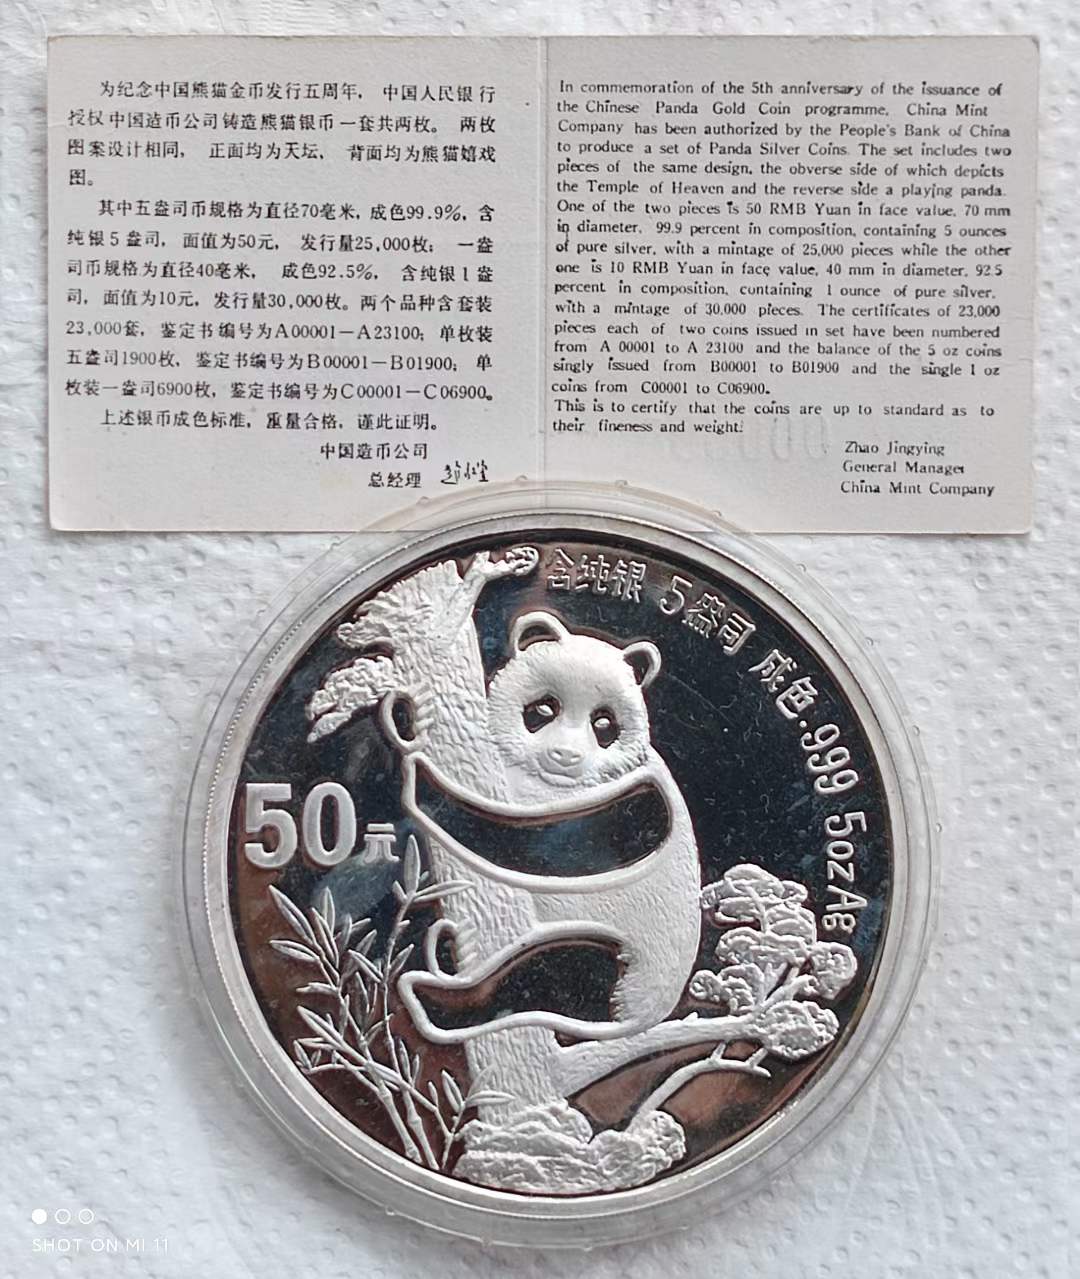 为纪念中国熊猫金币发行五周年， 中国人民银行
授权中国造币公司铸造熊猫银币一套共两枚。 两枚
图案设计相同， 正面均为天坛， 背面均为熊猫嬉戏
图。
其中五盎司币规格为直径70毫米，成色99.9%，含
纯银5盎司，面值为50元， 发行量25,000枚； 一盎
司币规格为直径40毫米， 成色92.5%， 含纯银1盎
司，面值为10元，发行量30,000枚。两个品种含套装
23,000套，鉴定书编号为A00001—A23100；单枚装
五盎司1900枚，鉴定书编号为B00001—B01900； 单
枚装一盎司6900枚，鉴定书编号为C00001—C06900。
上述银币成色标准，重量合格，谨此证明。
中国造币公司
总经理
In commemoration of the 5th anniversary of the issuance of
the Chinese Panda Gold Coin programme, China Mint
Company has been authorized by the People's Bank of China
to produce a set of Panda Silver Coins. The set includes two
pieces of the same design, the obverse side of which depicts
the Temple of Heaven and the reverse side a playing panda.
One of the two pieces is 50 RMB Yuan in face value, 70 mm
in diameter, 99.9 percent in composition, containing 5 ounces
of pure silver, with a mintage of 25,000 pieces while the other
one is 10 RMB Yuan in face value, 40 mm in diameter, 92.5
percent in composition, containing 1 ounce of pure silver,
with a mintage of 30,000 pieces. The certificates of 23,000
pieces each of two coins issued in set have been numbered
from A 00001 to A 23100 and the balance of the 5 oz coins
singly issued from B00001 to B01900 and the single 1 oz
coins from C00001 to C06900.
This is to certify that the coins are up to standard as to
their fineness and weight.
Zhao Jingying
General Manager
China Mint Company
含纯银 5盎司 成色.999 5ozAg
50元
SHOT ON MI 11